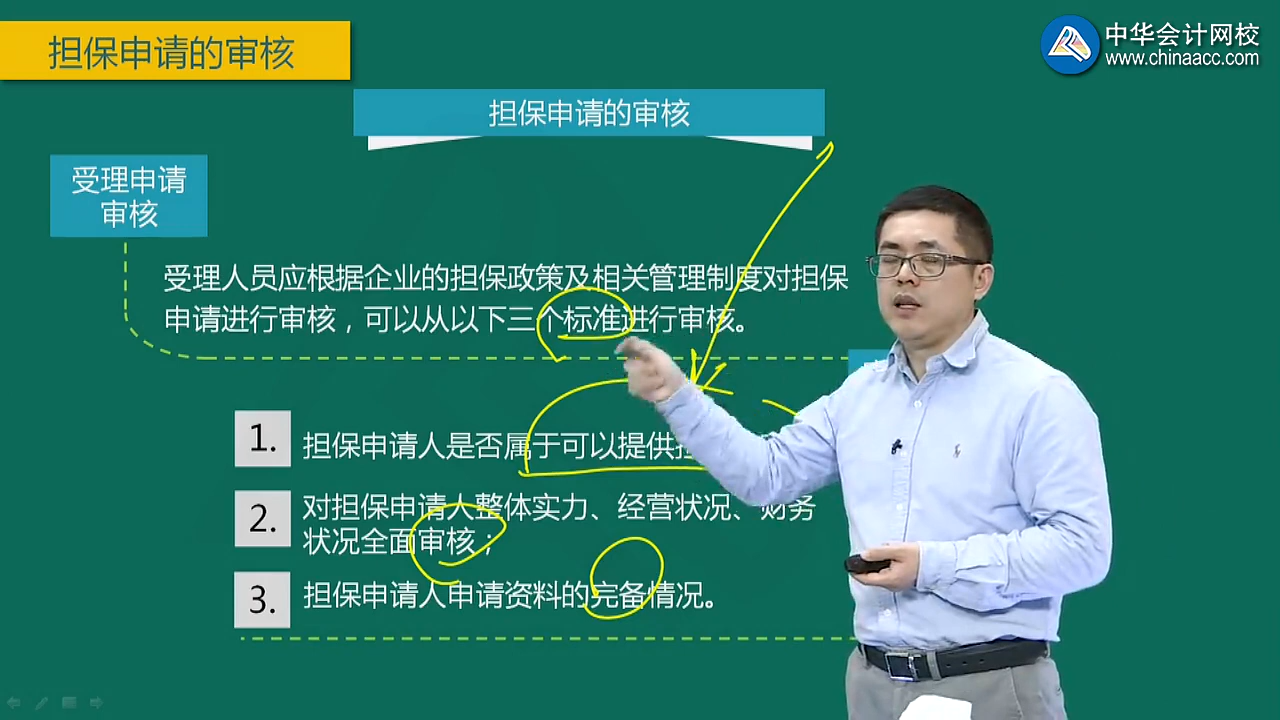 担保申请的审核
中华会计网校
www.chinaacc.com
担保申请的审核
受理申请
审核
受理人员应根据企业的担保政策及相关管理制度对担保
申请进行审核，可以从以下三个标准进行审核。
1. 担保申请人是否属于可以提供
2. 对担保申请人整体实力、经营状况、财务
状况全面审核；
3. 担保申请人申请资料的完备情况。